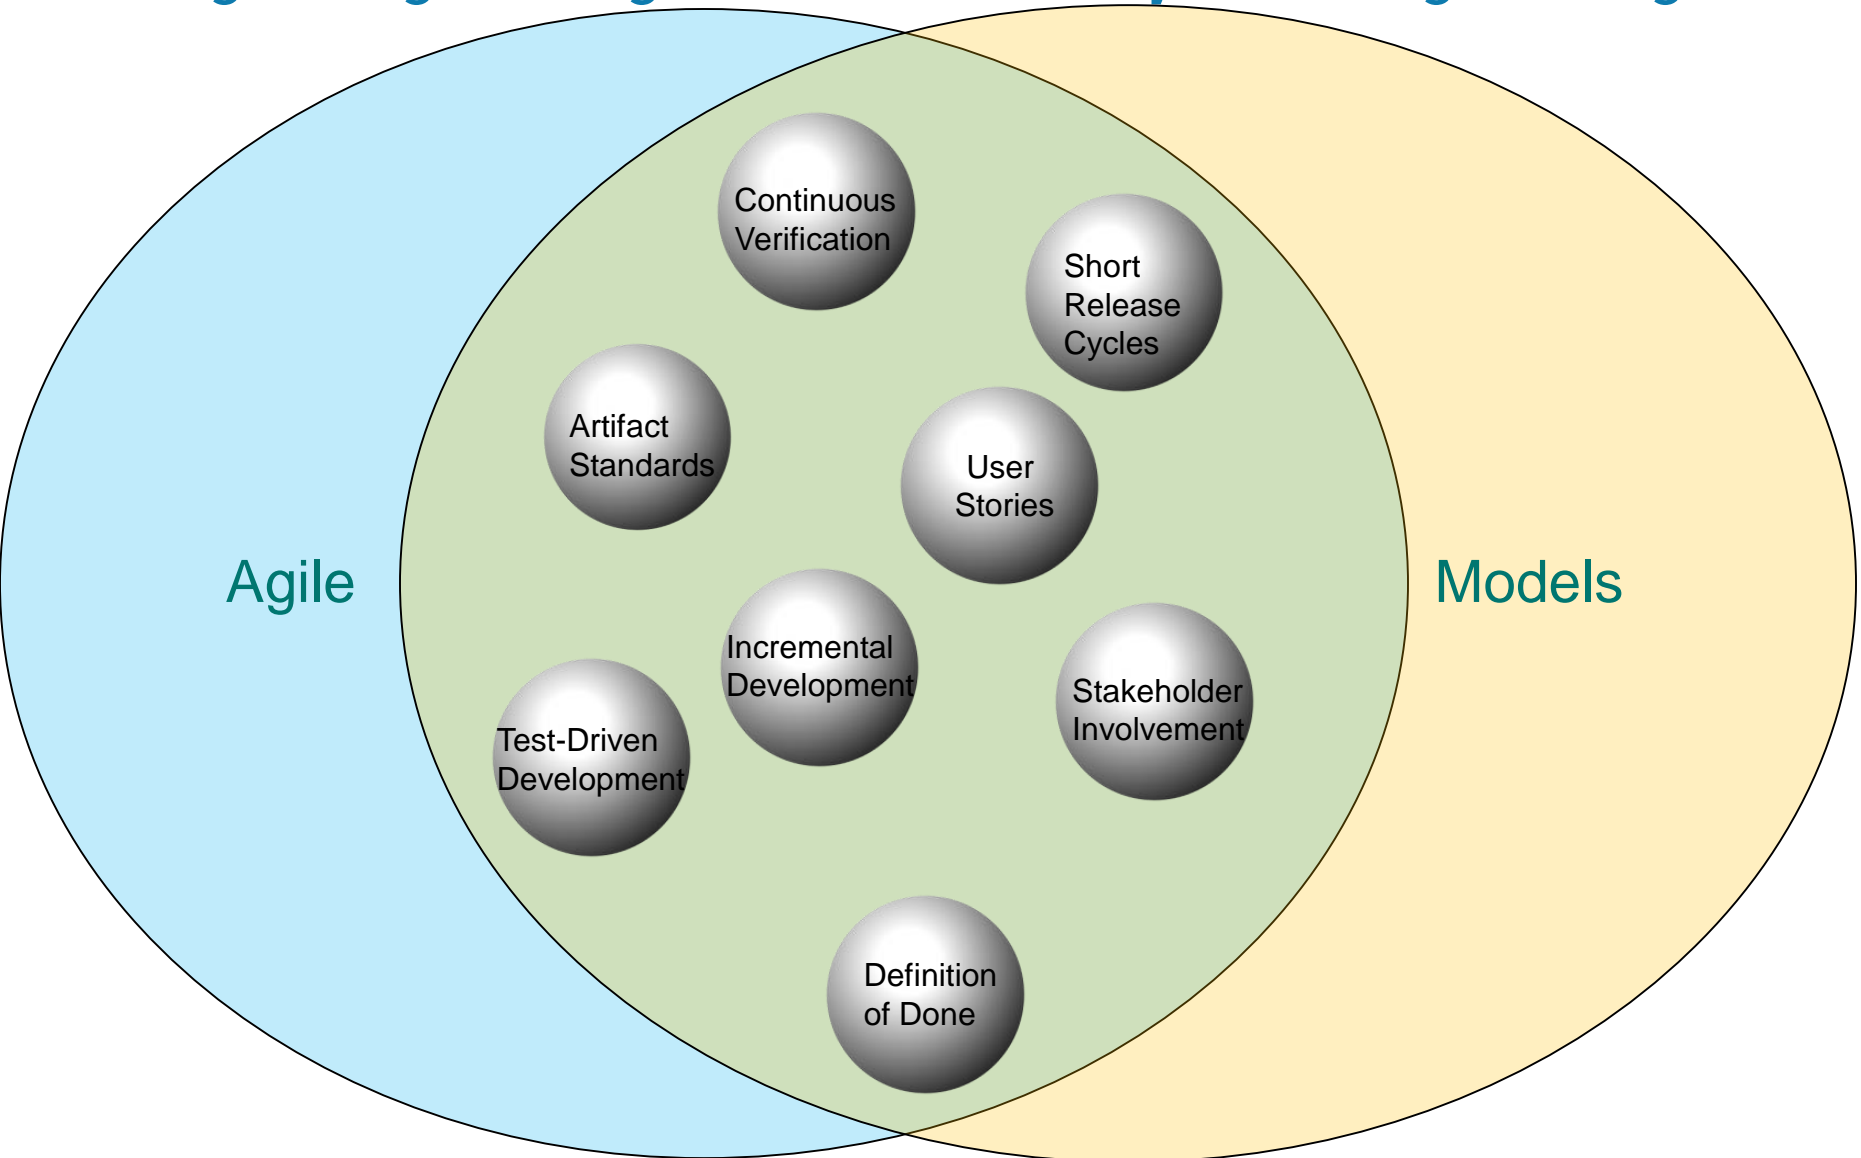 Continuous
Verification
Short
Release
Cycles
Artifact
Standards
User
Stories
Agile
Models
Incremental
Development
Stakeholder
Involvement
Test-Driven
Development
Definition
of Done